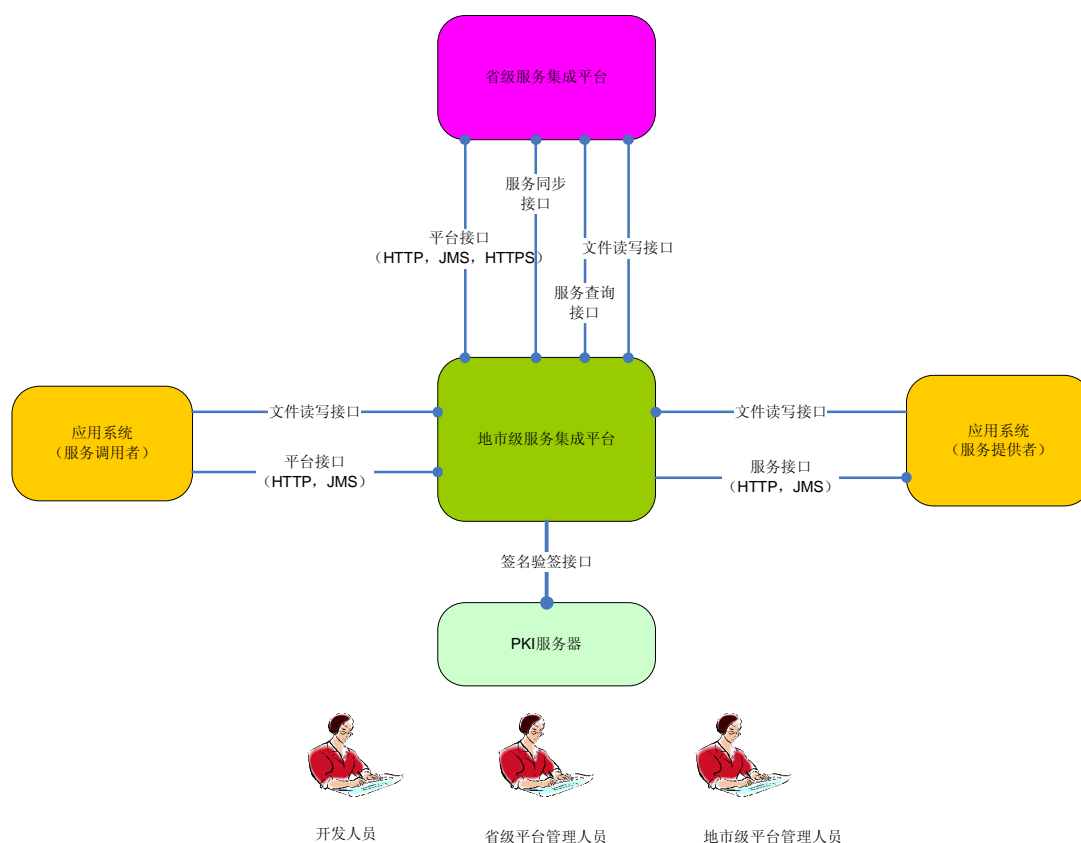 省级服务集成平台
服务同步
接口
平台接口
（HTTP，JMS，HTTPS）
文件读写接口
服务查询
接口
应用系统
（服务调用者）
文件读写接口
平台接口
（HTTP，JMS）
地市级服务集成平台
文件读写接口
服务接口
（HTTP，JMS）
应用系统
（服务提供者）
签名验签接口
PKI服务器
开发人员
省级平台管理人员
地市级平台管理人员